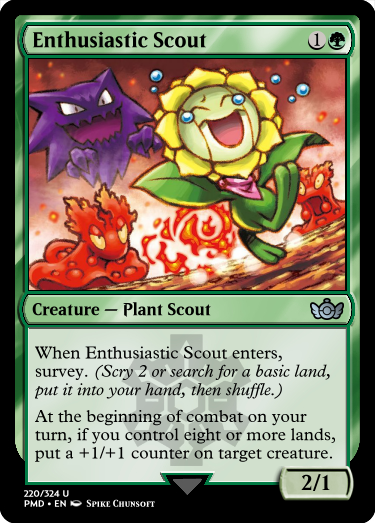 Enthusiastic Scout 1
Creature — Plant Scout
When Enthusiastic Scout enters,
survey. (Scry 2 or search for a basic land,
put it into your hand, then shuffle.)
At the beginning of combat on your
turn, if you control eight or more lands,
put a +1/+1 counter on target creature.
2/1
220/324 U
PMD • EN Spike Chunsoft